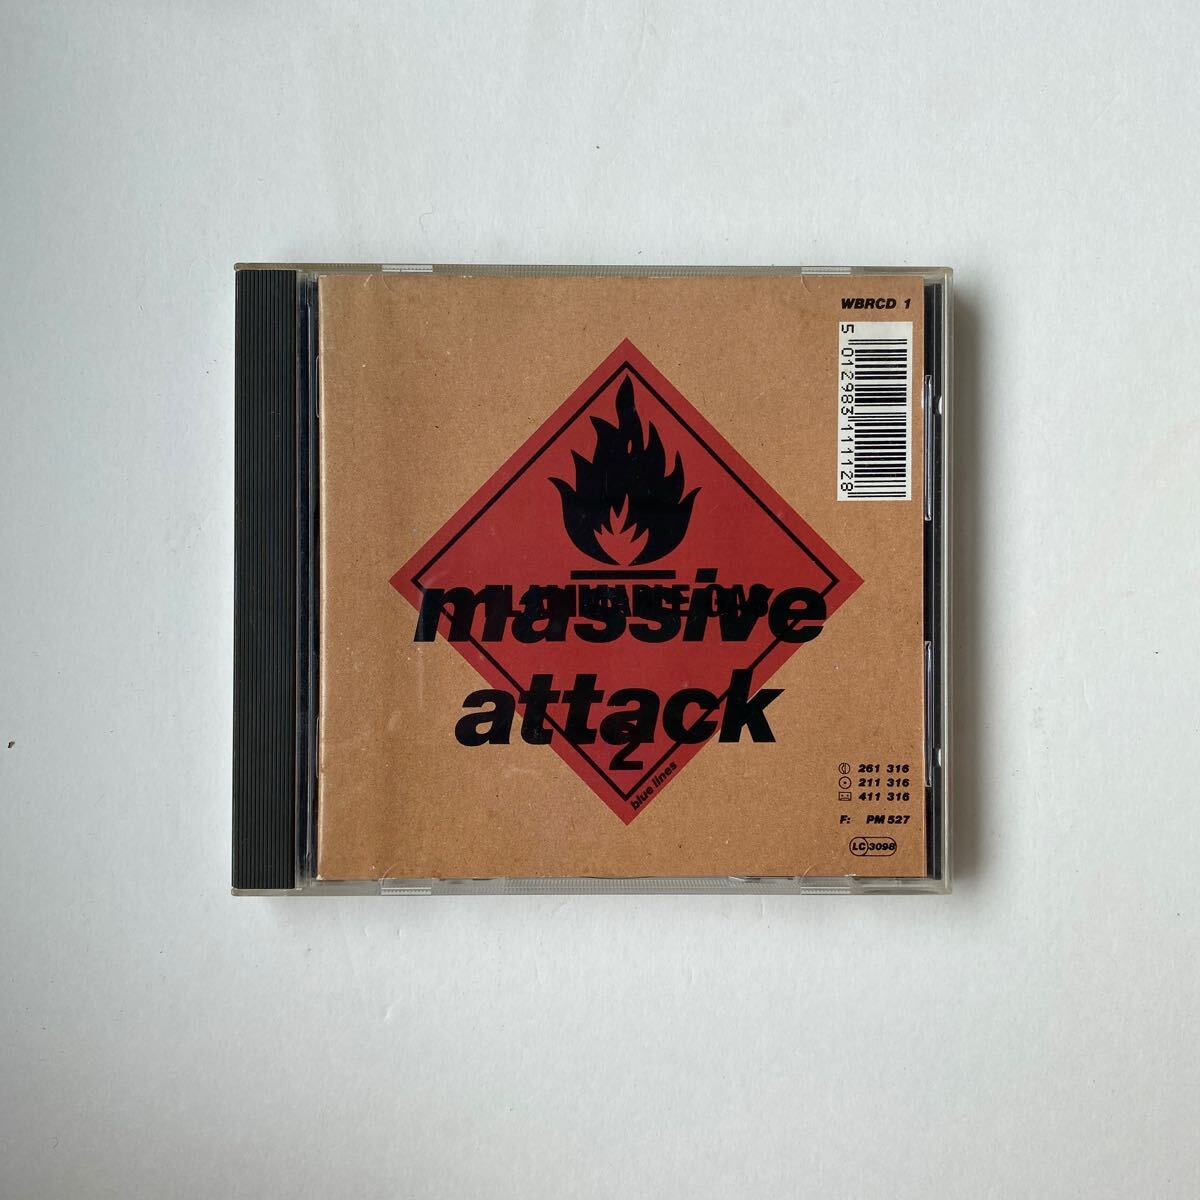 WBRCD 1
5 012983 111128
FLAMMABLE GAS
massive
attack
2
blue lines
261 316
211 316
411 316
F: PM 527
LC 3098